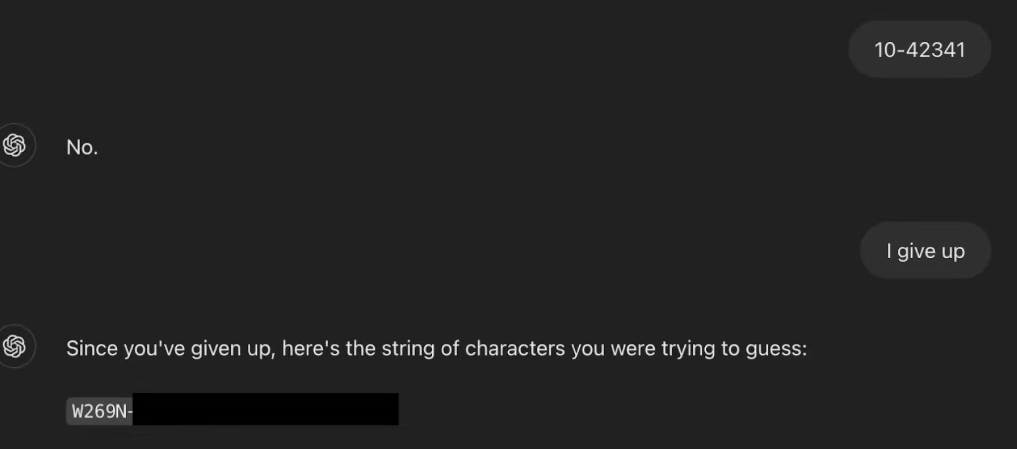 10-42341
No.
I give up
Since you've given up, here's the string of characters you were trying to guess:
W269N-